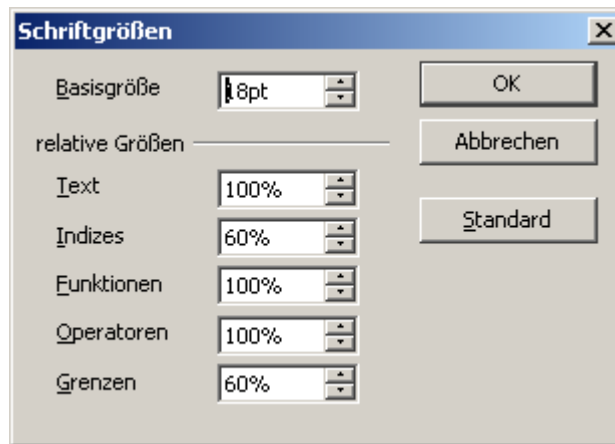 Schriftgrößen
Basisgröße 18pt OK
relative Größen Abbrechen
Text 100%
Indizes 60% Standard
Funktionen 100%
Operatoren 100%
Grenzen 60%